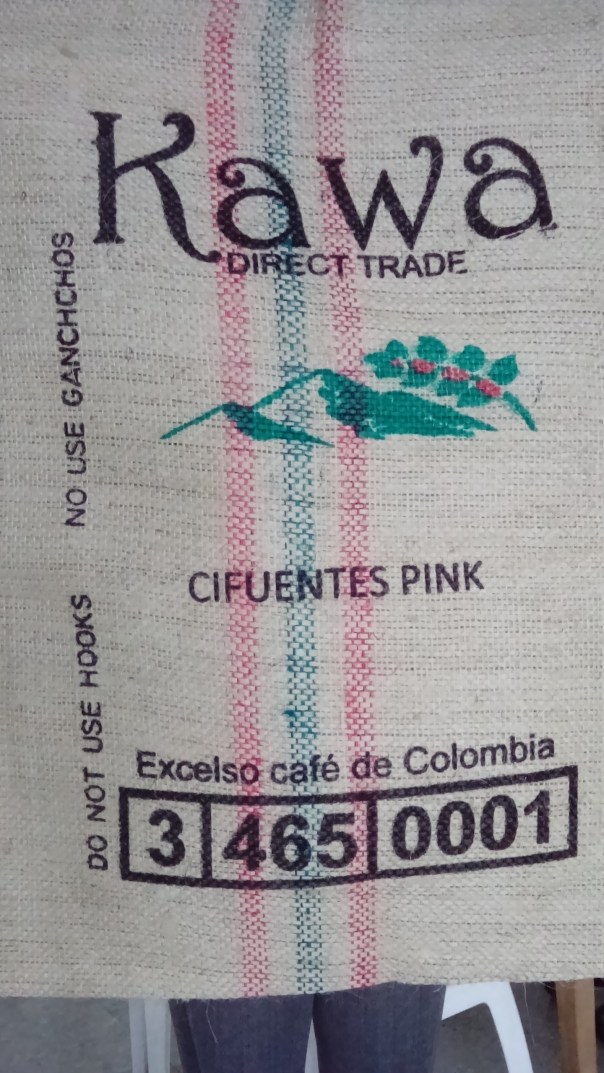 Kawa
DIRECT TRADE
CIFUENTES PINK
Excelso café de Colombia
3 465 0001
DO NOT USE HOOKS NO USE GANCHCHOS